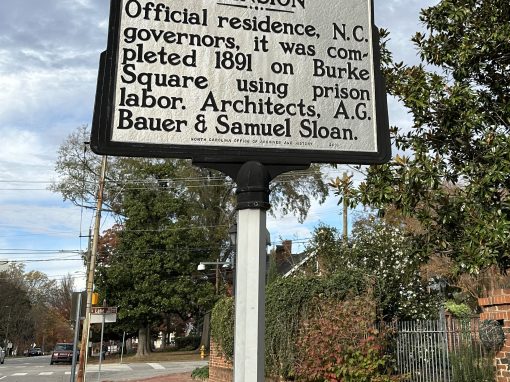 MANSION
Official residence, N.C.
governors, it was com-
pleted 1891 on Burke
Square using prison
labor. Architects, A.G.
Bauer & Samuel Sloan.
NORTH CAROLINA OFFICE OF ARCHIVES AND HISTORY